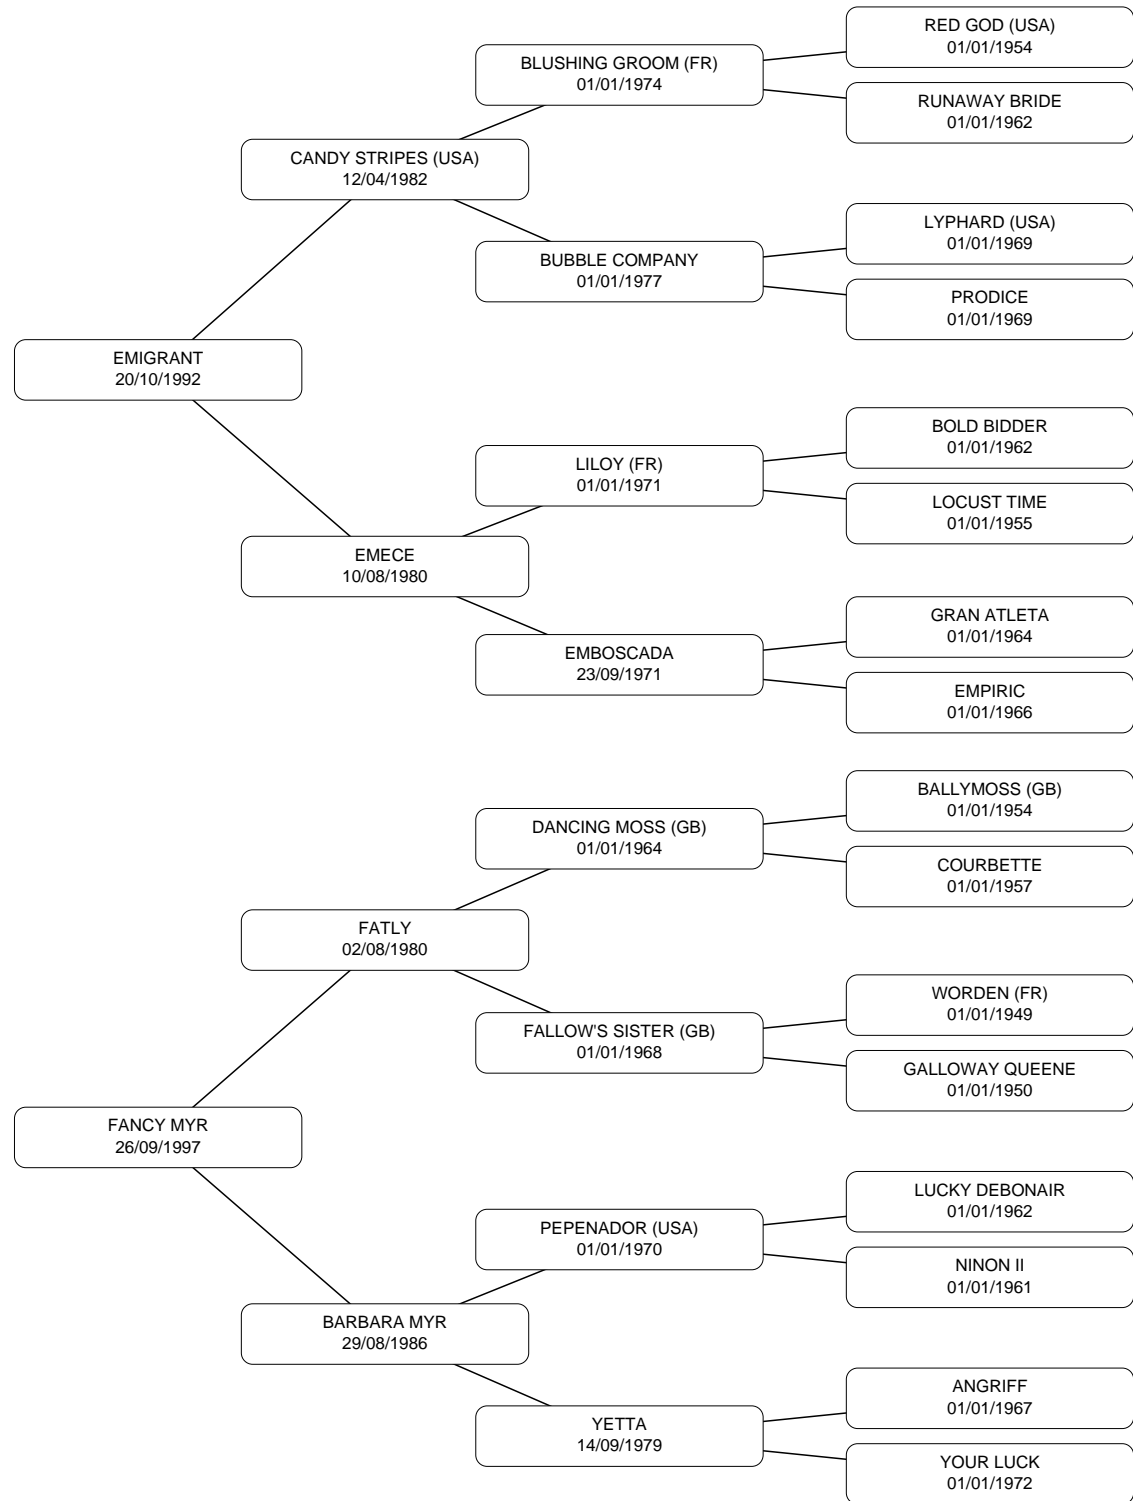 RED GOD (USA)
01/01/1954
BLUSHING GROOM (FR)
01/01/1974
RUNAWAY BRIDE
01/01/1962
CANDY STRIPES (USA)
12/04/1982
LYPHARD (USA)
01/01/1969
BUBBLE COMPANY
01/01/1977
PRODICE
01/01/1969
EMIGRANT
20/10/1992
BOLD BIDDER
01/01/1962
LILOY (FR)
01/01/1971
LOCUST TIME
01/01/1955
EMECE
10/08/1980
GRAN ATLETA
01/01/1964
EMBOSCADA
23/09/1971
EMPIRIC
01/01/1966
BALLYMOSS (GB)
01/01/1954
DANCING MOSS (GB)
01/01/1964
COURBETTE
01/01/1957
FATLY
02/08/1980
WORDEN (FR)
01/01/1949
FALLOW'S SISTER (GB)
01/01/1968
GALLOWAY QUEENE
01/01/1950
FANCY MYR
26/09/1997
LUCKY DEBONAIR
01/01/1962
PEPENADOR (USA)
01/01/1970
NINON II
01/01/1961
BARBARA MYR
29/08/1986
ANGRIFF
01/01/1967
YETTA
14/09/1979
YOUR LUCK
01/01/1972